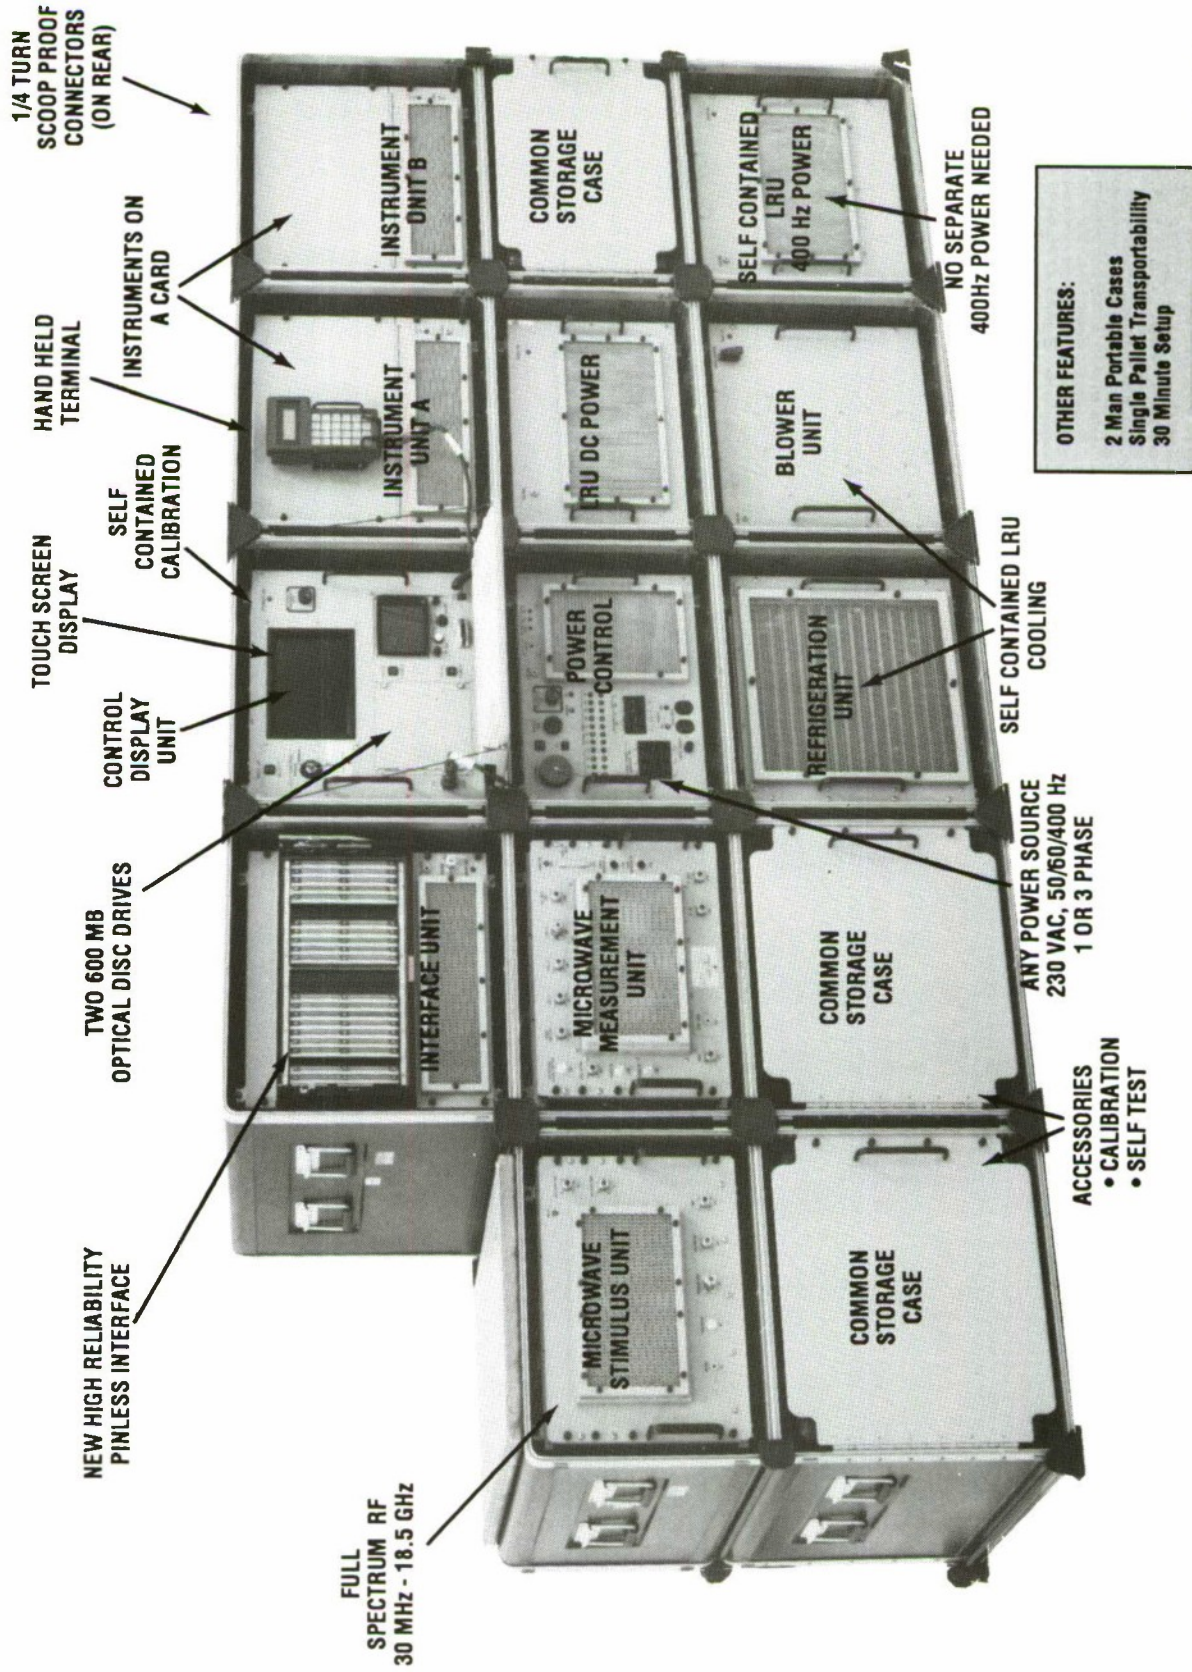 NEW HIGH RELIABILITY
PINLESS INTERFACE
TWO 600 MB
OPTICAL DISC DRIVES
CONTROL
DISPLAY
UNIT
TOUCH SCREEN
DISPLAY
SELF
CONTAINED
CALIBRATION
HAND HELD
TERMINAL
INSTRUMENTS ON
A CARD
1/4 TURN
SCOOP PROOF
CONNECTORS
(ON REAR)
FULL
SPECTRUM RF
30 MHz - 18.5 GHz
INTERFACE UNIT
INSTRUMENT
UNIT A
INSTRUMENT
UNIT B
MICROWAVE
STIMULUS UNIT
MICROWAVE
MEASUREMENT
UNIT
POWER
CONTROL
LRU DC POWER
COMMON
STORAGE
CASE
COMMON
STORAGE
CASE
COMMON
STORAGE
CASE
REFRIGERATION
UNIT
BLOWER
UNIT
SELF CONTAINED
LRU
400 Hz POWER
ACCESSORIES
• CALIBRATION
• SELF TEST
ANY POWER SOURCE
230 VAC, 50/60/400 Hz
1 OR 3 PHASE
SELF CONTAINED LRU
COOLING
NO SEPARATE
400Hz POWER NEEDED
OTHER FEATURES:
2 Man Portable Cases
Single Pallet Transportability
30 Minute Setup